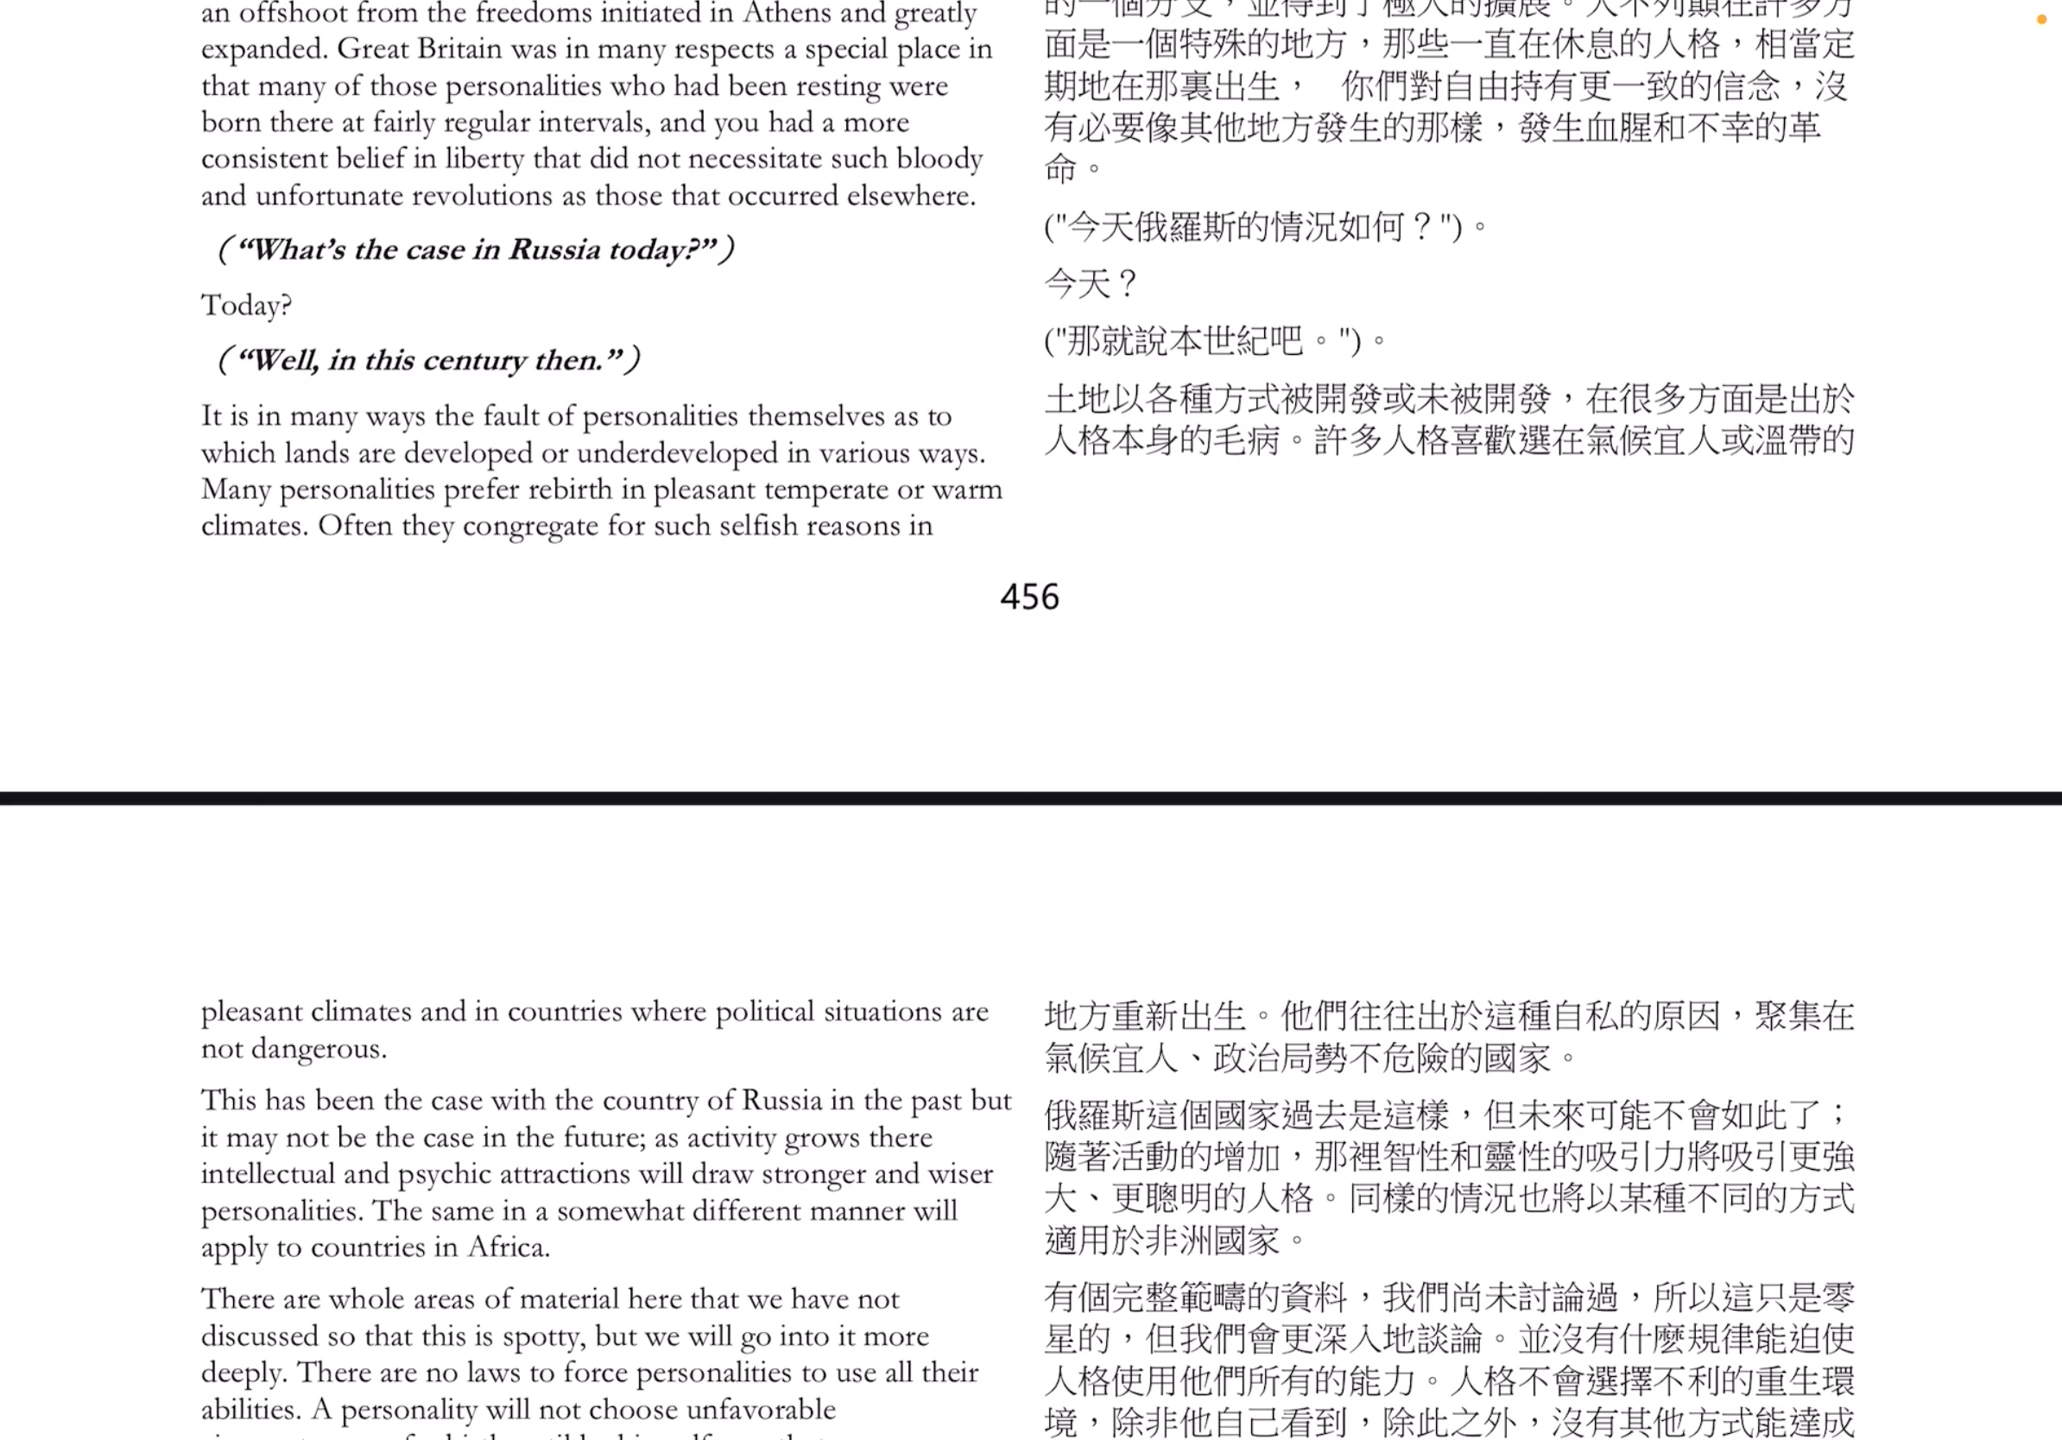 an offshoot from the freedoms initiated in Athens and greatly
expanded. Great Britain was in many respects a special place in
that many of those personalities who had been resting were
born there at fairly regular intervals, and you had a more
consistent belief in liberty that did not necessitate such bloody
and unfortunate revolutions as those that occurred elsewhere.
(“What’s the case in Russia today?”)
Today?
(“Well, in this century then.”)
It is in many ways the fault of personalities themselves as to
which lands are developed or underdeveloped in various ways.
Many personalities prefer rebirth in pleasant temperate or warm
climates. Often they congregate for such selfish reasons in
的一個分支，並得到了極大的擴展。大不列顛在許多方
面是一個特殊的地方，那些一直在休息的人格，相當定
期地在那裏出生， 你們對自由持有更一致的信念，沒
有必要像其他地方發生的那樣，發生血腥和不幸的革
命。
("今天俄羅斯的情況如何？")。
今天？
("那就說本世紀吧。")。
土地以各種方式被開發或未被開發，在很多方面是出於
人格本身的毛病。許多人格喜歡選在氣候宜人或溫帶的
456
pleasant climates and in countries where political situations are
not dangerous.
This has been the case with the country of Russia in the past but
it may not be the case in the future; as activity grows there
intellectual and psychic attractions will draw stronger and wiser
personalities. The same in a somewhat different manner will
apply to countries in Africa.
There are whole areas of material here that we have not
discussed so that this is spotty, but we will go into it more
deeply. There are no laws to force personalities to use all their
abilities. A personality will not choose unfavorable
地方重新出生。他們往往出於這種自私的原因，聚集在
氣候宜人、政治局勢不危險的國家。
俄羅斯這個國家過去是這樣，但未來可能不會如此了；
隨著活動的增加，那裡智性和靈性的吸引力將吸引更強
大、更聰明的人格。同樣的情況也將以某種不同的方式
適用於非洲國家。
有個完整範疇的資料，我們尚未討論過，所以這只是零
星的，但我們會更深入地談論。並沒有什麼規律能迫使
人格使用他們所有的能力。人格不會選擇不利的重生環
境，除非他自己看到，除此之外，沒有其他方式能達成